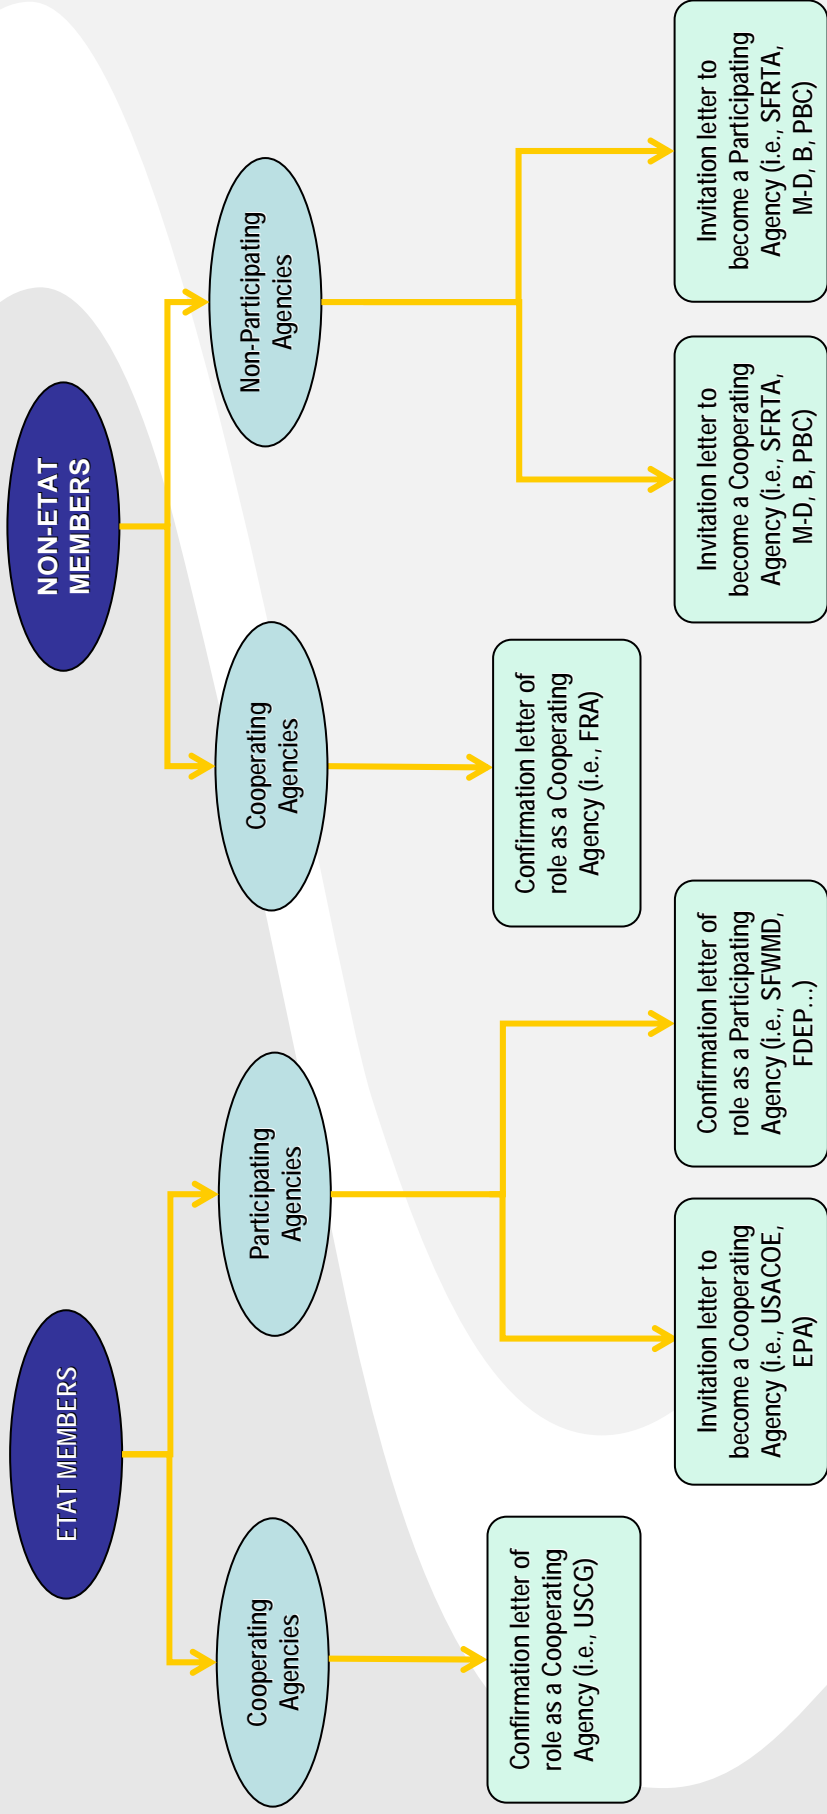 ETAT MEMBERS
NON-ETAT
MEMBERS
Cooperating
Agencies
Participating
Agencies
Cooperating
Agencies
Non-Participating
Agencies
Confirmation letter of
role as a Cooperating
Agency (i.e., USCG)
Invitation letter to
become a Cooperating
Agency (i.e., USACOE,
EPA)
Confirmation letter of
role as a Participating
Agency (i.e., SFWMD,
FDEP…)
Confirmation letter of
role as a Cooperating
Agency (i.e., FRA)
Invitation letter to
become a Cooperating
Agency (i.e., SFRTA,
M-D, B, PBC)
Invitation letter to
become a Participating
Agency (i.e., SFRTA,
M-D, B, PBC)